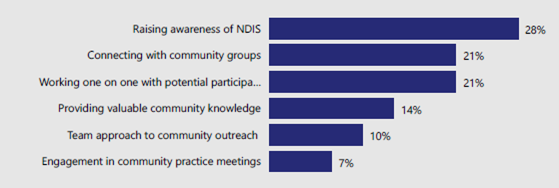 Raising awareness of NDIS 28%
Connecting with community groups 21%
Working one on one with potential participa... 21%
Providing valuable community knowledge 14%
Team approach to community outreach 10%
Engagement in community practice meetings 7%